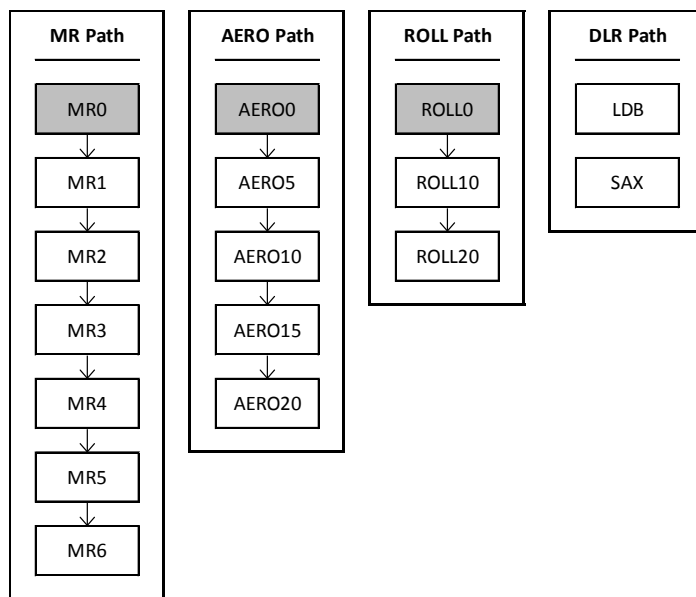 MR Path
MR0
MR1
MR2
MR3
MR4
MR5
MR6
AERO Path
AERO0
AERO5
AERO10
AERO15
AERO20
ROLL Path
ROLL0
ROLL10
ROLL20
DLR Path
LDB
SAX